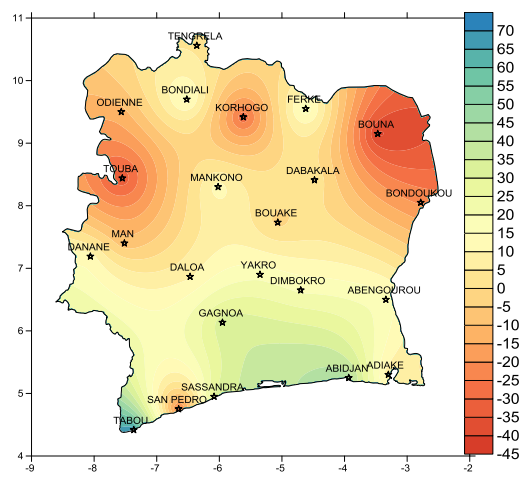 11
TENGRELA
70
65
10
60
BONDIALI
55
ODIENNE
KORHOGO
FERKE
50
BOUNA
45
9
40
TOUBA
MANKONO
DABAKALA
35
BONDOUKOU
30
8
BOUAKE
25
20
MAN
15
DANANE
10
7
DALOA
YAKRO
5
DIMBOKRO
ABENGOUROU
0
-5
GAGNOA
-10
6
-15
-20
ABIDJAN
ADIAKE
-25
SASSANDRA
5
SAN PEDRO
-30
TABOU
-35
-40
4
-45
-9 -8 -7 -6 -5 -4 -3 -2